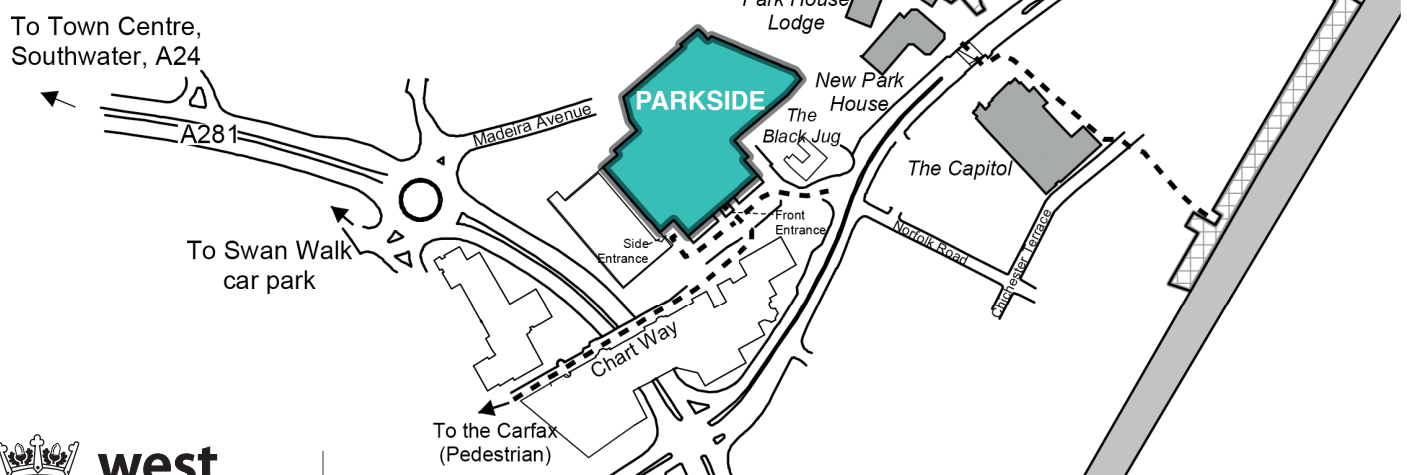 Park House
Lodge
To Town Centre,
Southwater, A24
PARKSIDE
New Park
House
The
Black Jug
Madeira Avenue
A281
The Capitol
Front
Entrance
Side
Entrance
Norfolk Road
Chichester Terrace
To Swan Walk
car park
Chart Way
To the Carfax
(Pedestrian)
west